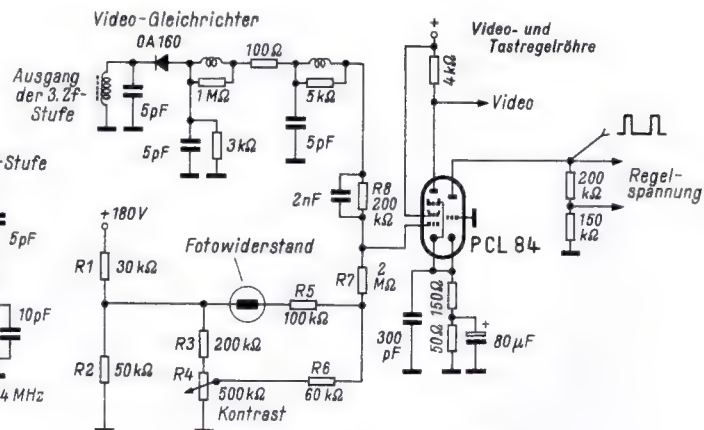 Video-Gleichrichter
0A160
100Ω
Ausgang
der 3. Zf-
Stufe
5pF
1MΩ
5kΩ
5pF
3kΩ
5pF
+
Video- und
Tastregelröhre
4kΩ
Video
-Stufe
5pF
2nF
R8
200
kΩ
200
kΩ
150
kΩ
Regel-
spannung
PCL 84
+180V
R1
30kΩ
Fotowiderstand
R7
2
MΩ
R5
100kΩ
10pF
R3
200kΩ
R2
50kΩ
R4
500kΩ
Kontrast
R6
60kΩ
300
pF
150Ω
50Ω
+
80µF
4 MHz